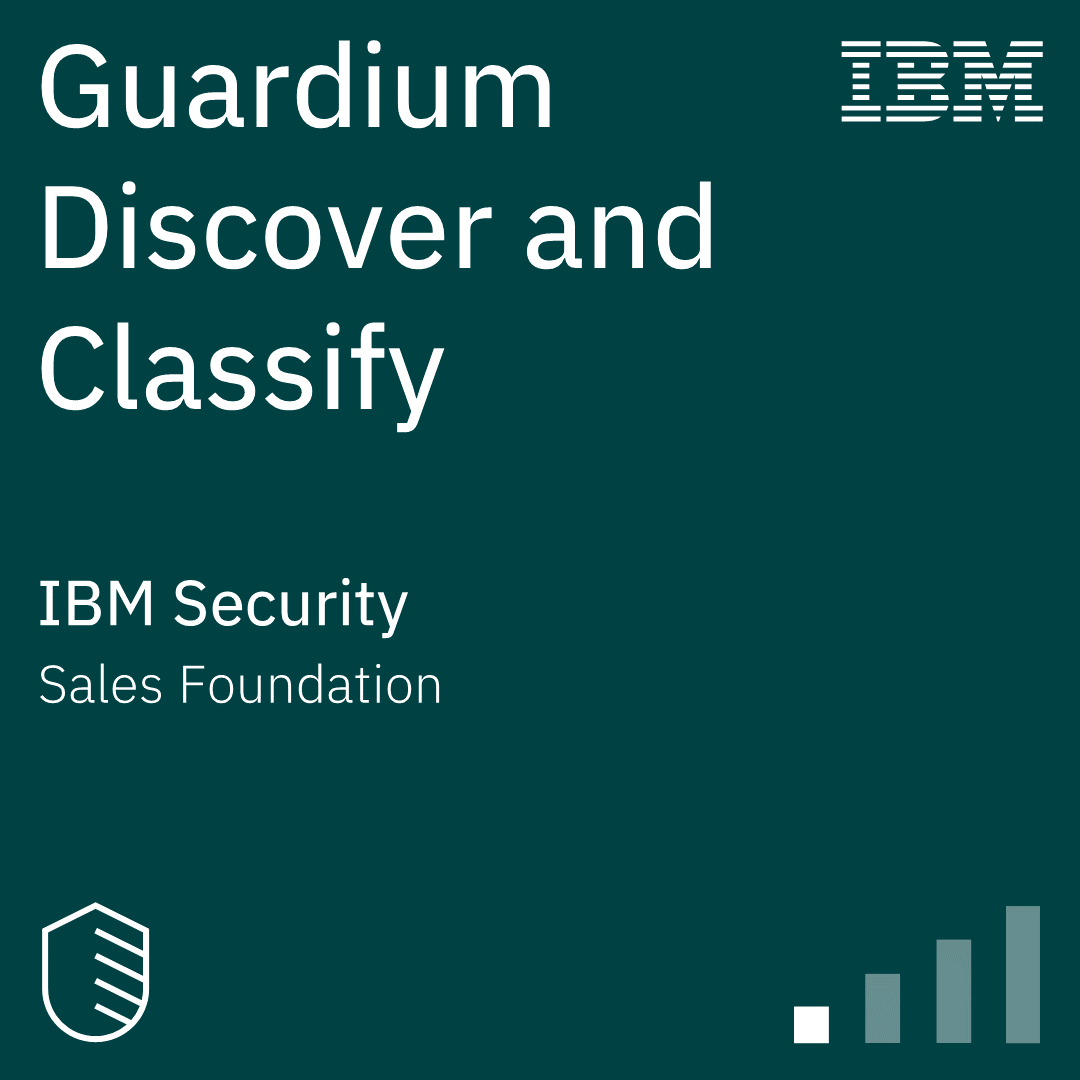 Guardium
IBM
Discover and
Classify
IBM Security
Sales Foundation